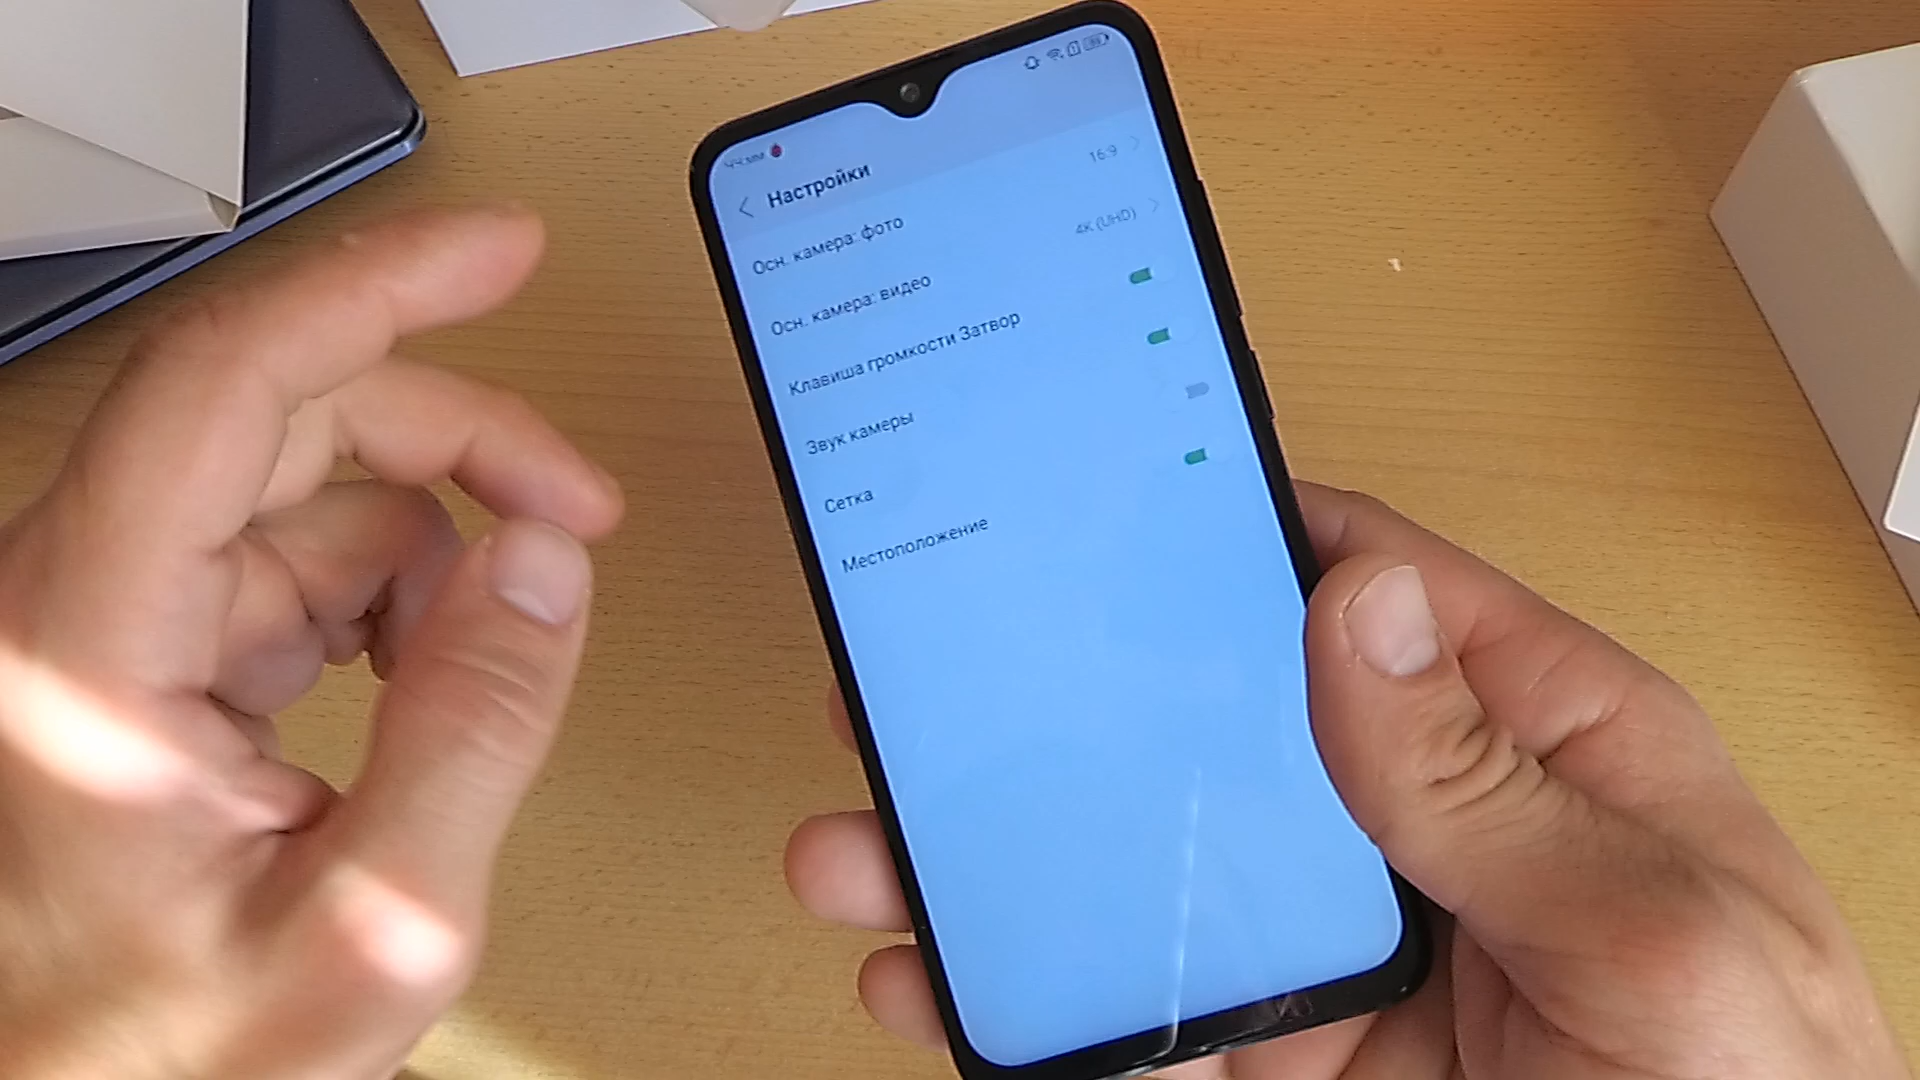 Настройки
Осн. камера: фото 16:9
Осн. камера: видео 4K (UHD)
Клавиша громкости Затвор
Звук камеры
Сетка
Местоположение